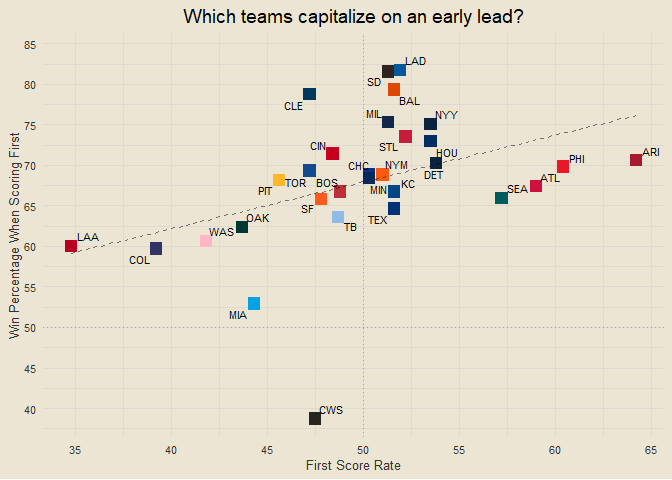 Which teams capitalize on an early lead?
Win Percentage When Scoring First
85
80
75
70
65
60
55
50
45
40
LAD
SD
BAL
CLE
MIL
NYY
STL
CIN
HOU
CHC
NYM
DET
PHI
ARI
PIT
TOR
BOS
MIN
KC
ATL
SEA
SF
TB
TEX
OAK
WAS
LAA
COL
MIA
CWS
35
40
45
50
55
60
65
First Score Rate